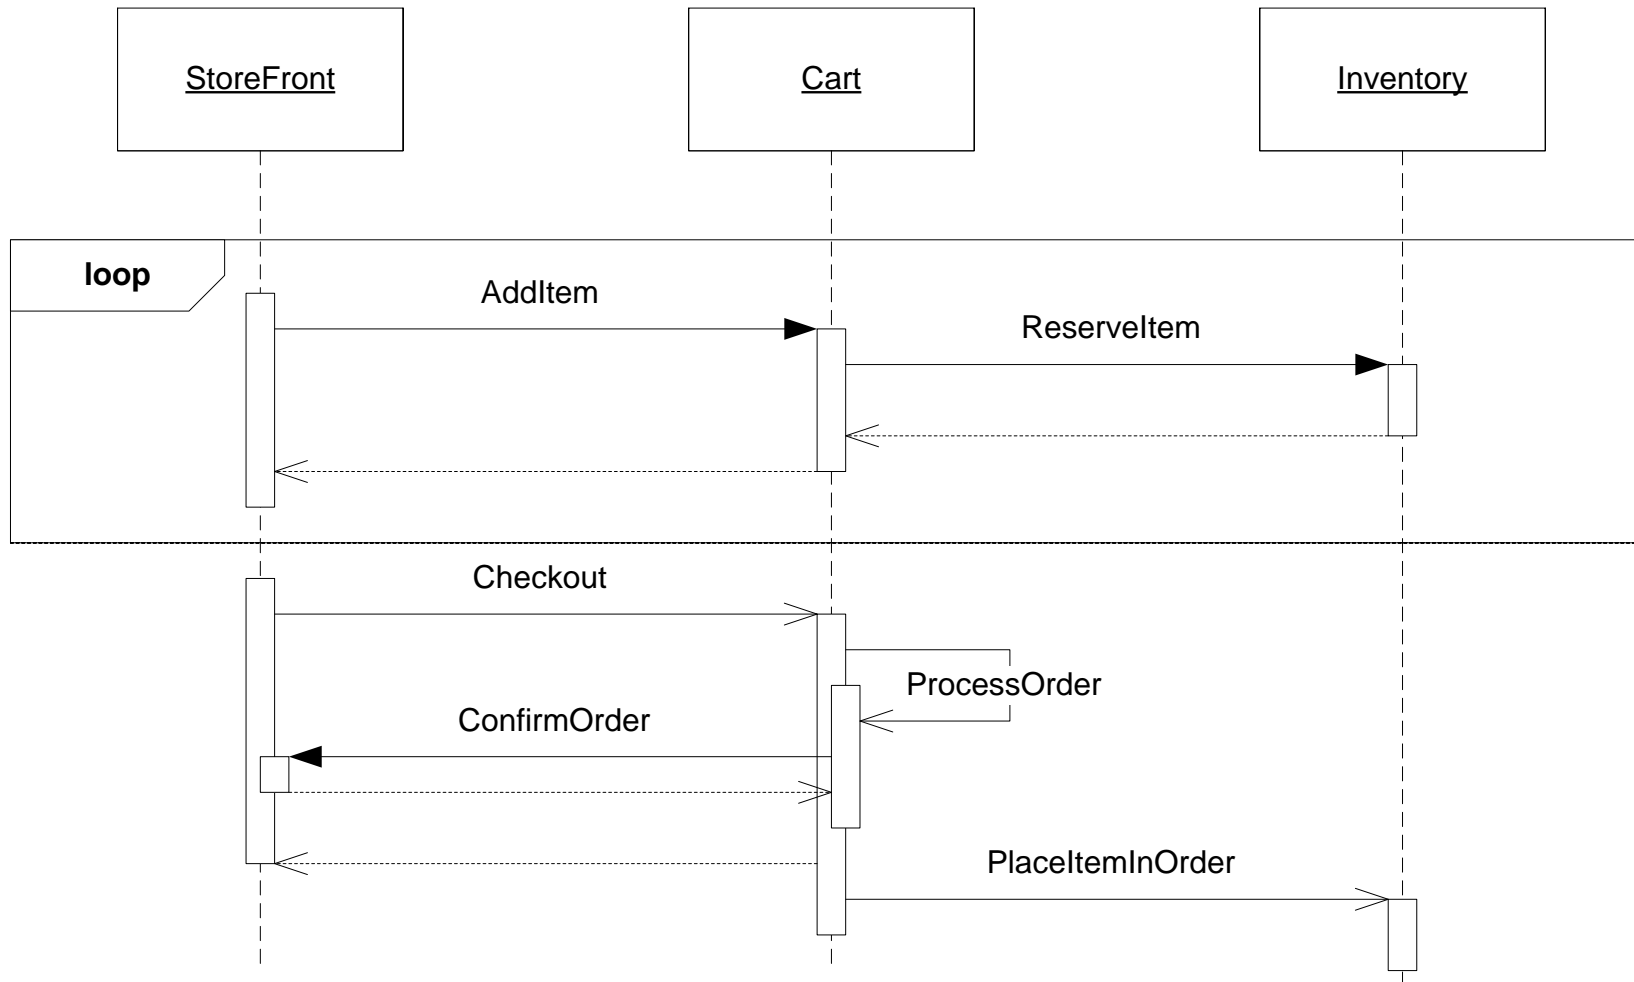 StoreFront
Cart
Inventory
loop
AddItem
ReserveItem
Checkout
ProcessOrder
ConfirmOrder
PlaceItemInOrder